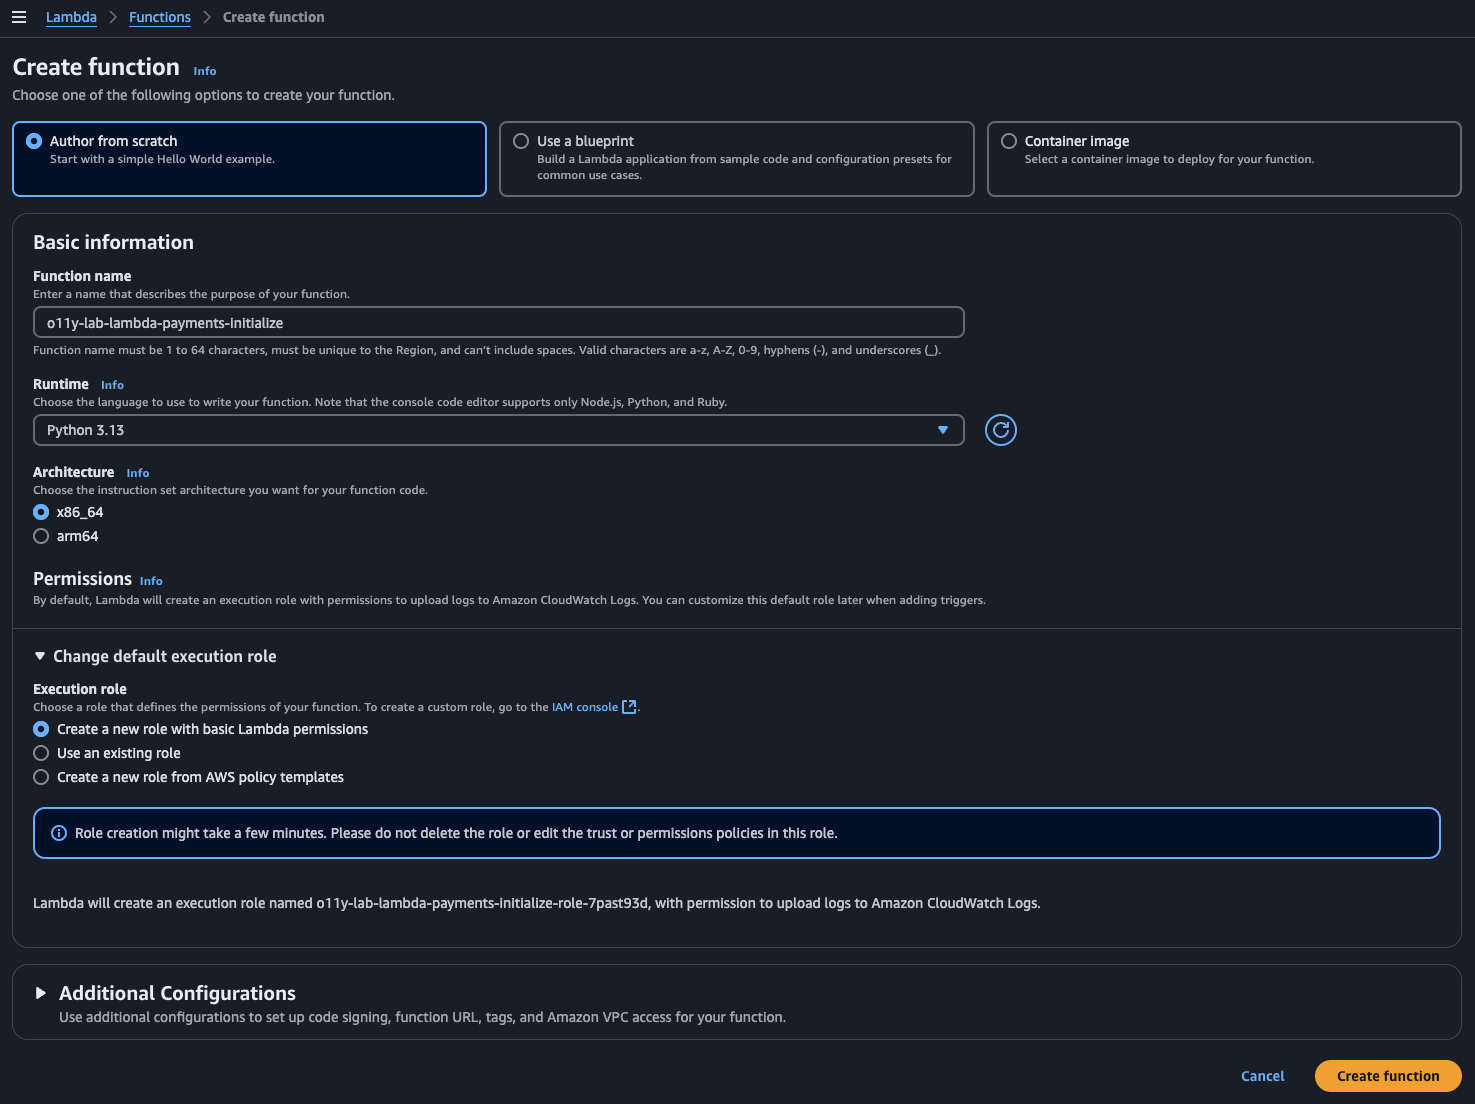 Lambda > Functions > Create function
Create function Info
Choose one of the following options to create your function.
Author from scratch
Start with a simple Hello World example.
Use a blueprint
Build a Lambda application from sample code and configuration presets for
common use cases.
Container image
Select a container image to deploy for your function.
Basic information
Function name
Enter a name that describes the purpose of your function.
o11y-lab-lambda-payments-initialize
Function name must be 1 to 64 characters, must be unique to the Region, and can't include spaces. Valid characters are a-z, A-Z, 0-9, hyphens (-), and underscores (_).
Runtime Info
Choose the language to use to write your function. Note that the console code editor supports only Node.js, Python, and Ruby.
Python 3.13
Architecture Info
Choose the instruction set architecture you want for your function code.
x86_64
arm64
Permissions Info
By default, Lambda will create an execution role with permissions to upload logs to Amazon CloudWatch Logs. You can customize this default role later when adding triggers.
Change default execution role
Execution role
Choose a role that defines the permissions of your function. To create a custom role, go to the IAM console.
Create a new role with basic Lambda permissions
Use an existing role
Create a new role from AWS policy templates
Role creation might take a few minutes. Please do not delete the role or edit the trust or permissions policies in this role.
Lambda will create an execution role named o11y-lab-lambda-payments-initialize-role-7past93d, with permission to upload logs to Amazon CloudWatch Logs.
Additional Configurations
Use additional configurations to set up code signing, function URL, tags, and Amazon VPC access for your function.
Cancel
Create function